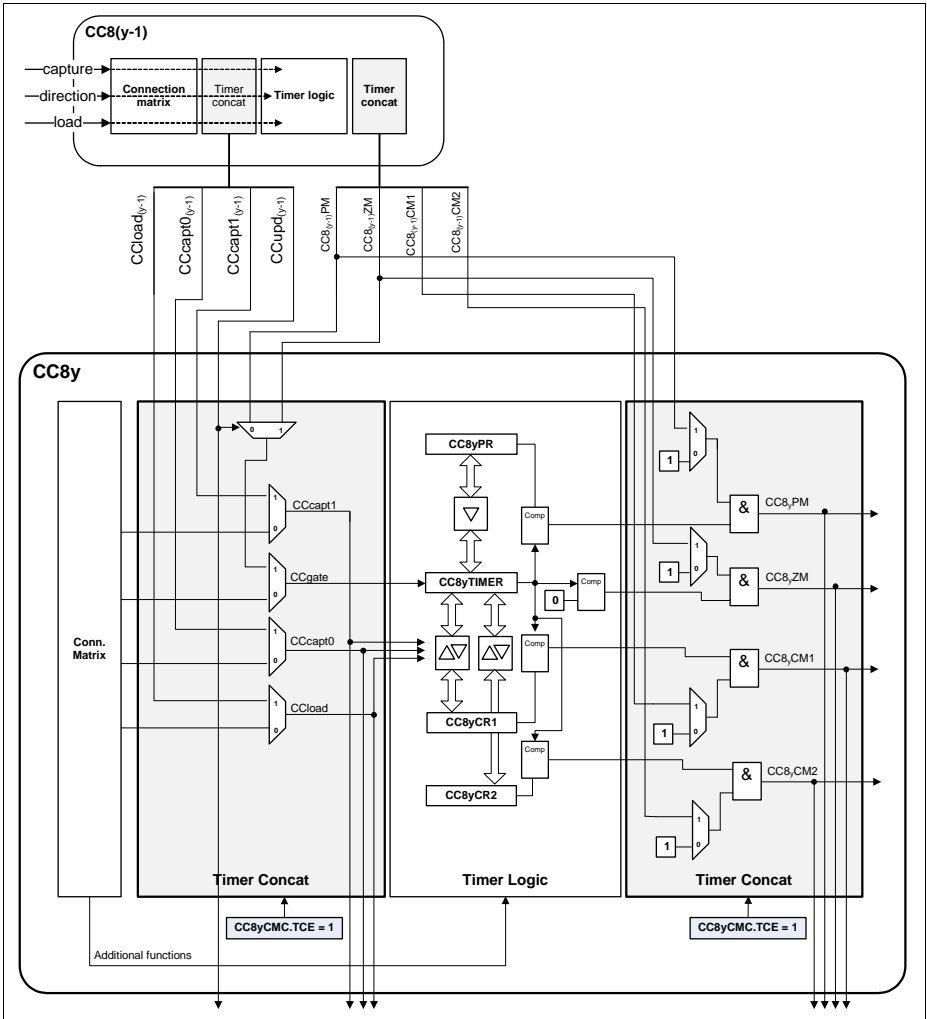 CC8(y-1)
capture
direction
load
Connection matrix
Timer concat
Timer logic
Timer concat
CCload(y-1)
CCcapt0(y-1)
CCcapt1(y-1)
CCupd(y-1)
CC8(y-1)PM
CC8(y-1)ZM
CC8(y-1)CM1
CC8(y-1)CM2
CC8y
0 1
1
0
CCcapt1
1
0
CCgate
1
0
CCcapt0
1
0
CCload
Conn. Matrix
CC8yPR
Comp
CC8yTIMER
0
Comp
Comp
CC8yCR1
Comp
CC8yCR2
1
0
1
&
CC8yPM
1
0
1
&
CC8yZM
&
CC8yCM1
1
0
1
&
CC8yCM2
1
0
1
Timer Concat
Timer Logic
Timer Concat
CC8yCMC.TCE = 1
CC8yCMC.TCE = 1
Additional functions